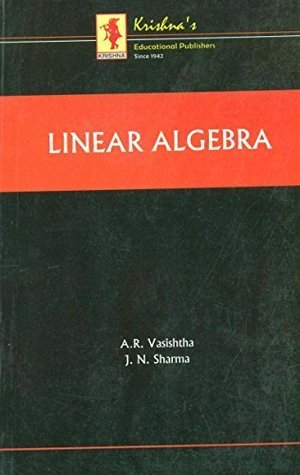 Krishna's
Educational Publishers
KRISHNA
Since 1942
LINEAR ALGEBRA
A.R. Vasishtha
J. N. Sharma